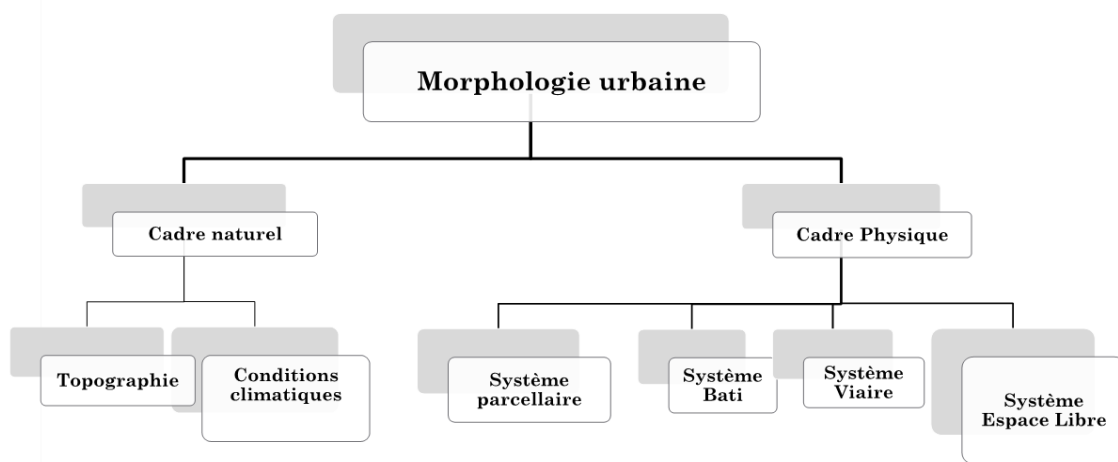 Morphologie urbaine
Cadre naturel
Cadre Physique
Topographie
Conditions
climatiques
Système
parcellaire
Système
Bati
Système
Viaire
Système
Espace Libre